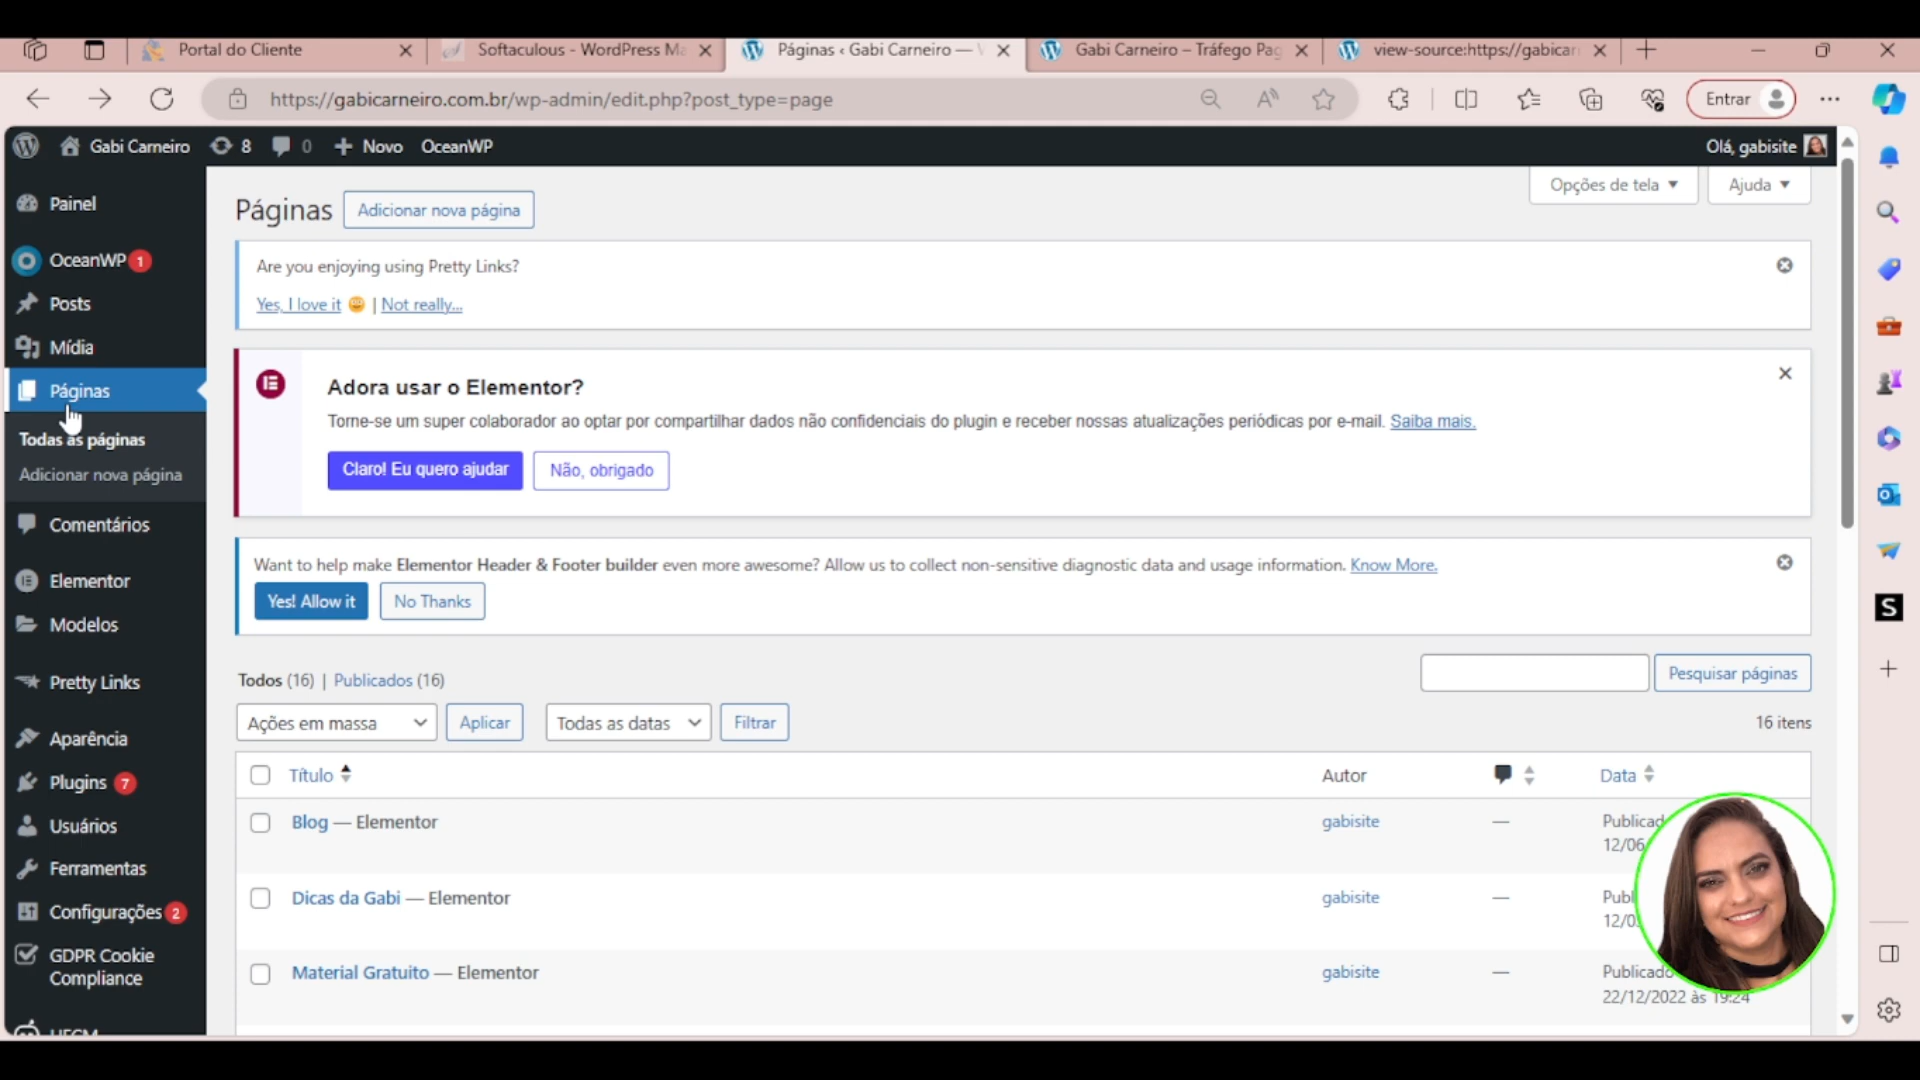 Portal do Cliente
Softaculous - WordPress Ma
Páginas ‹ Gabi Carneiro —
Gabi Carneiro – Tráfego Pag
view-source:https://gabicar
https://gabicarneiro.com.br/wp-admin/edit.php?post_type=page
Entrar
Gabi Carneiro
8
0
Novo
OceanWP
Olá, gabisite
Painel
OceanWP 1
Posts
Mídia
Páginas
Todas as páginas
Adicionar nova página
Comentários
Elementor
Modelos
Pretty Links
Aparência
Plugins 7
Usuários
Ferramentas
Configurações 2
GDPR Cookie
Compliance
Opções de tela
Ajuda
Páginas
Adicionar nova página
Are you enjoying using Pretty Links?
Yes, I love it | Not really...
Adora usar o Elementor?
Torne-se um super colaborador ao optar por compartilhar dados não confidenciais do plugin e receber nossas atualizações periódicas por e-mail. Saiba mais.
Claro! Eu quero ajudar
Não, obrigado
Want to help make Elementor Header & Footer builder even more awesome? Allow us to collect non-sensitive diagnostic data and usage information. Know More.
Yes! Allow it
No Thanks
Todos (16) | Publicados (16)
Pesquisar páginas
Ações em massa
Aplicar
Todas as datas
Filtrar
16 itens
Título
Autor
Data
Blog — Elementor
gabisite
—
Publicad
12/06
Dicas da Gabi — Elementor
gabisite
—
Publ
12/0
Material Gratuito — Elementor
gabisite
—
Publicado
22/12/2022 às 19:24